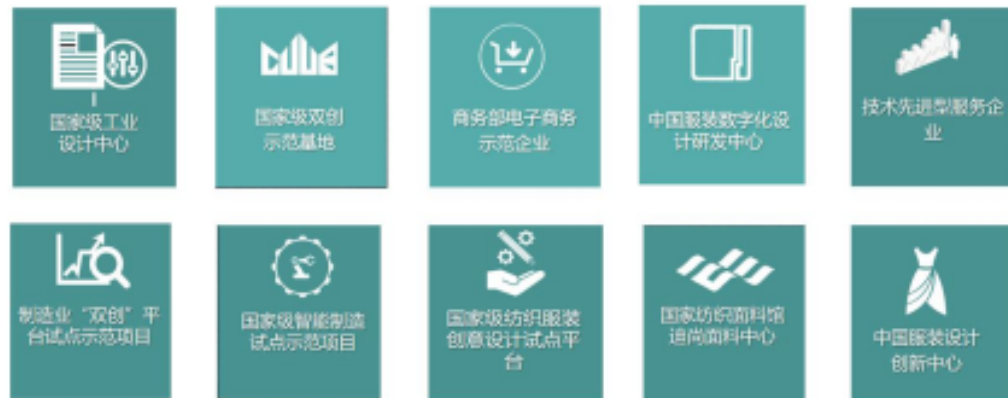 国家级工业
设计中心
国家级双创
示范基地
商务部电子商务
示范企业
中国服装数字化设
计研发中心
技术先进型服务企
业
制造业“双创”平
台试点示范项目
国家级智能制造
试点示范项目
国家级纺织服装
创意设计试点平
台
国家纺织面料馆
迪尚面料中心
中国服装设计
创新中心